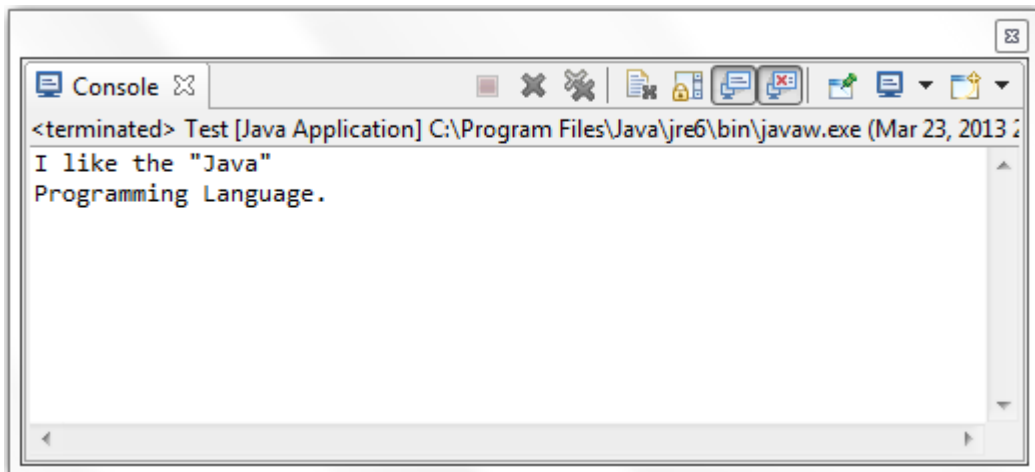 Console
<terminated> Test [Java Application] C:\Program Files\Java\jre6\bin\javaw.exe (Mar 23, 2013
I like the "Java"
Programming Language.